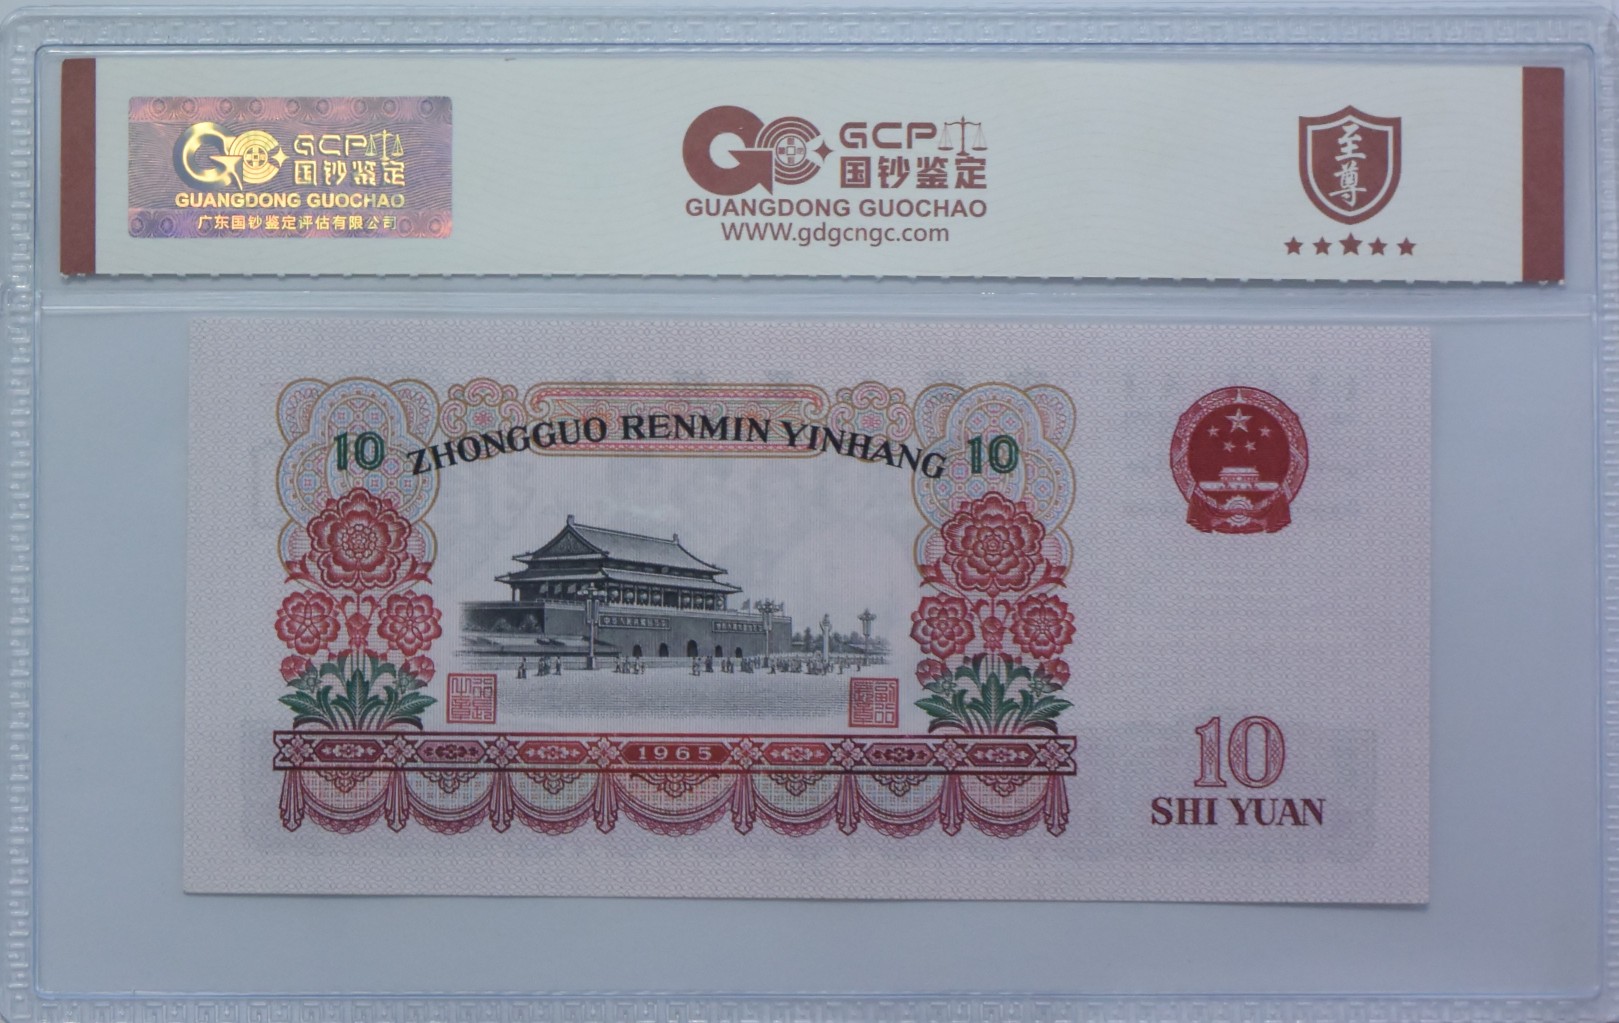 GCP
国钞鉴定
GUANGDONG GUOCHAO
广东国钞鉴定评估有限公司
GCP
国钞鉴定
GUANGDONG GUOCHAO
WWW.gdgcngc.com
至尊
10 ZHONGGUO RENMIN YINHANG 10
1965
10
SHI YUAN